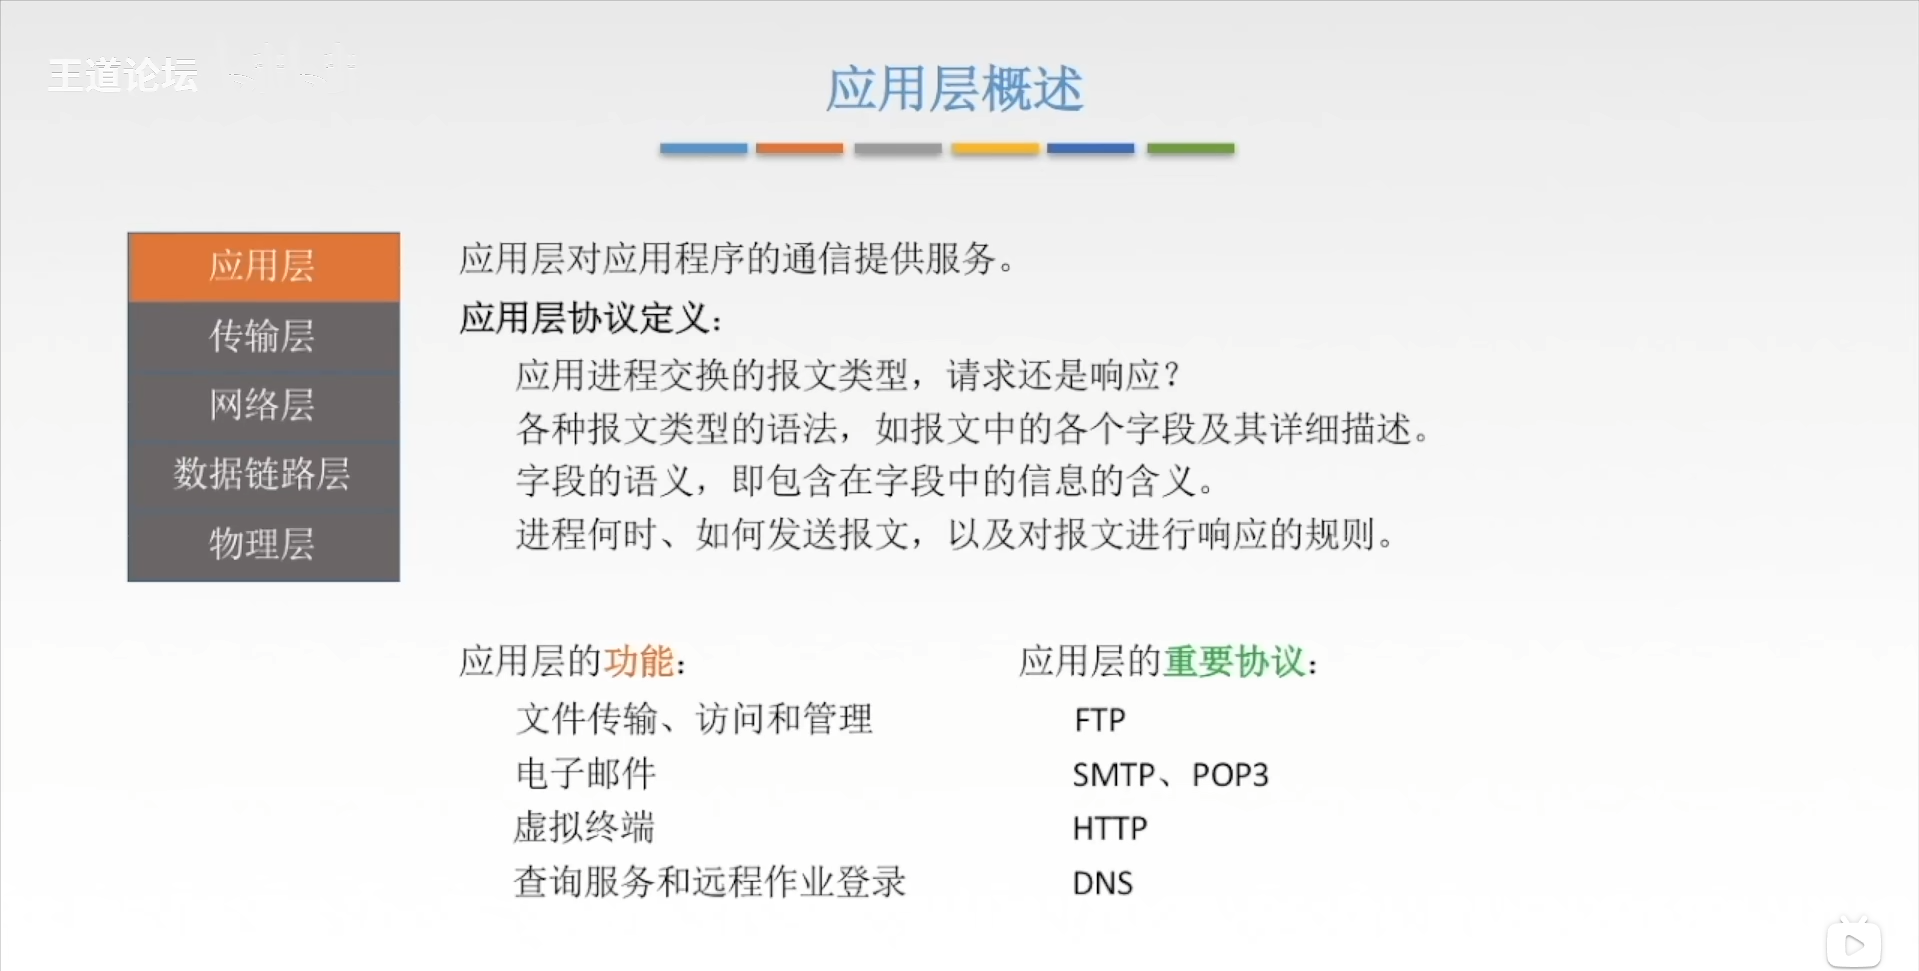 王道论坛
应用层概述
应用层
传输层
网络层
数据链路层
物理层
应用层对应用程序的通信提供服务。
应用层协议定义：
应用进程交换的报文类型，请求还是响应？
各种报文类型的语法，如报文中的各个字段及其详细描述。
字段的语义，即包含在字段中的信息的含义。
进程何时、如何发送报文，以及对报文进行响应的规则。
应用层的功能：
文件传输、访问和管理
电子邮件
虚拟终端
查询服务和远程作业登录
应用层的重要协议：
FTP
SMTP、POP3
HTTP
DNS